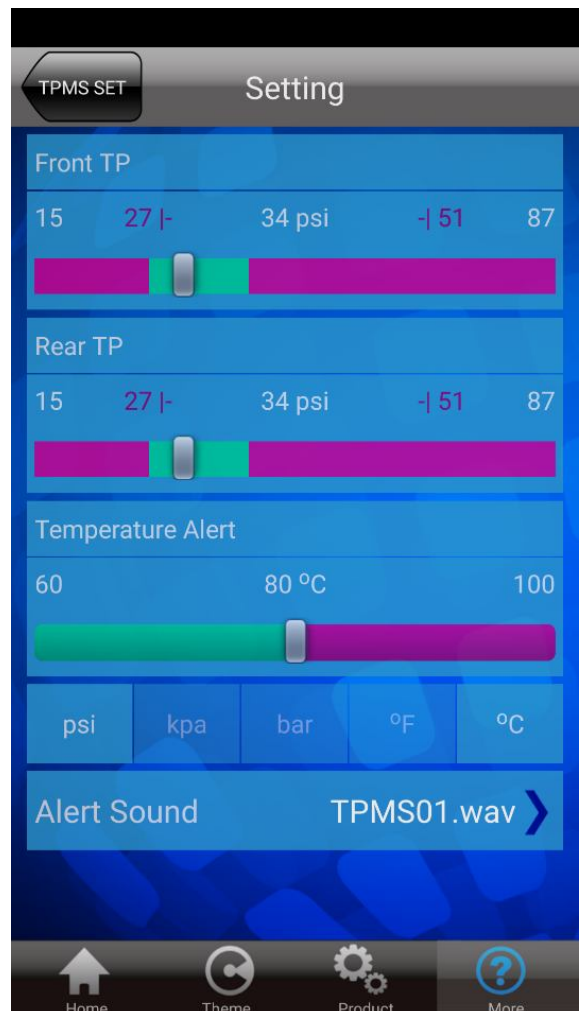 TPMS SET
Setting
Front TP
15 27 |- 34 psi -| 51 87
Rear TP
15 27 |- 34 psi -| 51 87
Temperature Alert
60 80 ºC 100
psi kpa bar ºF ºC
Alert Sound TPMS01.wav
Home Theme Product More